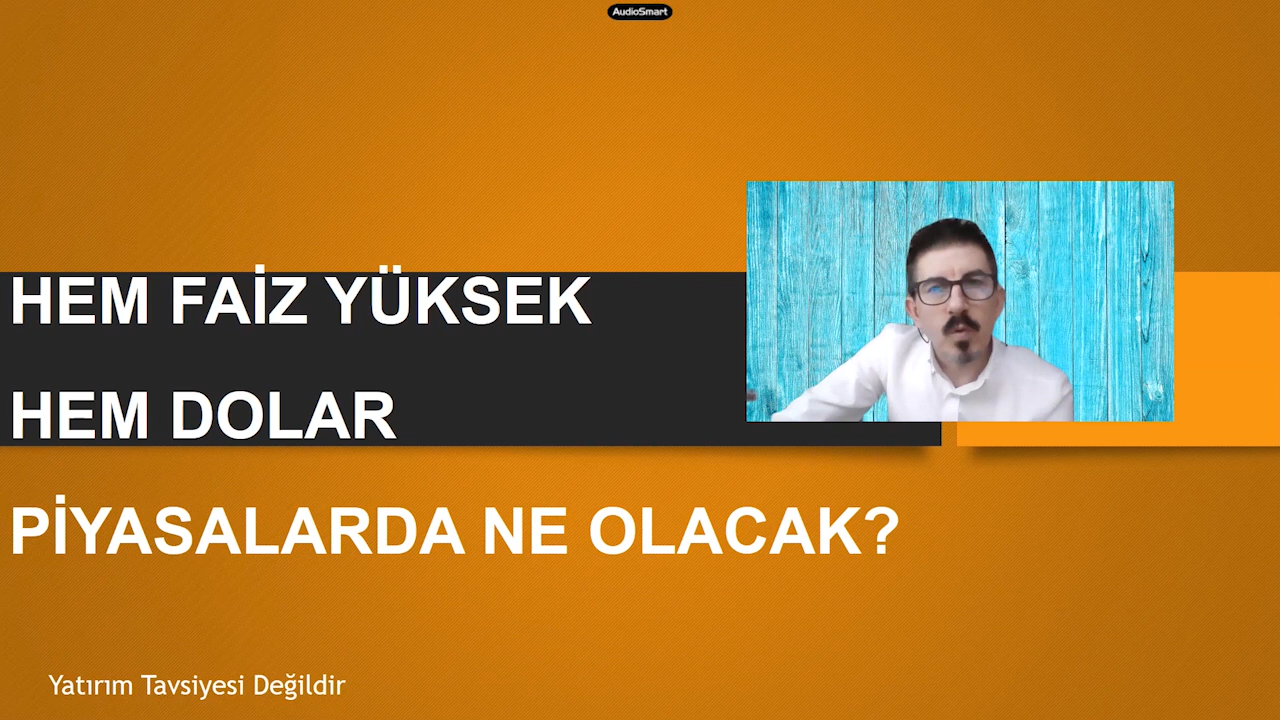 AudioSmart
HEM FAİZ YÜKSEK
HEM DOLAR
PİYASALARDA NE OLACAK?
Yatırım Tavsiyesi Değildir